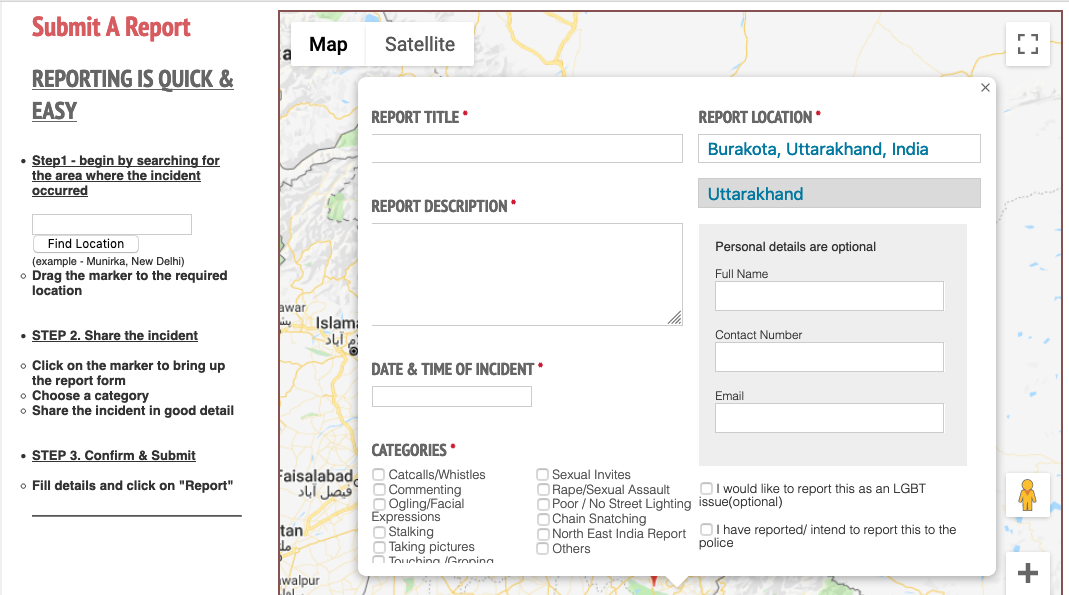 Submit A Report
REPORTING IS QUICK &
EASY
Step1 - begin by searching for
the area where the incident
occurred
Find Location
(example - Munirka, New Delhi)
Drag the marker to the required
location
STEP 2. Share the incident
Click on the marker to bring up
the report form
Choose a category
Share the incident in good detail
STEP 3. Confirm & Submit
Fill details and click on "Report"
Map
Satellite
REPORT TITLE *
REPORT DESCRIPTION *
DATE & TIME OF INCIDENT *
CATEGORIES *
Catcalls/Whistles
Commenting
Ogling/Facial
Expressions
Stalking
Taking pictures
Touching /Groping
Sexual Invites
Rape/Sexual Assault
Poor / No Street Lighting
Chain Snatching
North East India Report
Others
REPORT LOCATION *
Burakota, Uttarakhand, India
Uttarakhand
Personal details are optional
Full Name
Contact Number
Email
I would like to report this as an LGBT
issue(optional)
I have reported/ intend to report this to the
police
awar
Islama
Faisalabad
فیصل آباد
tan
awalpur